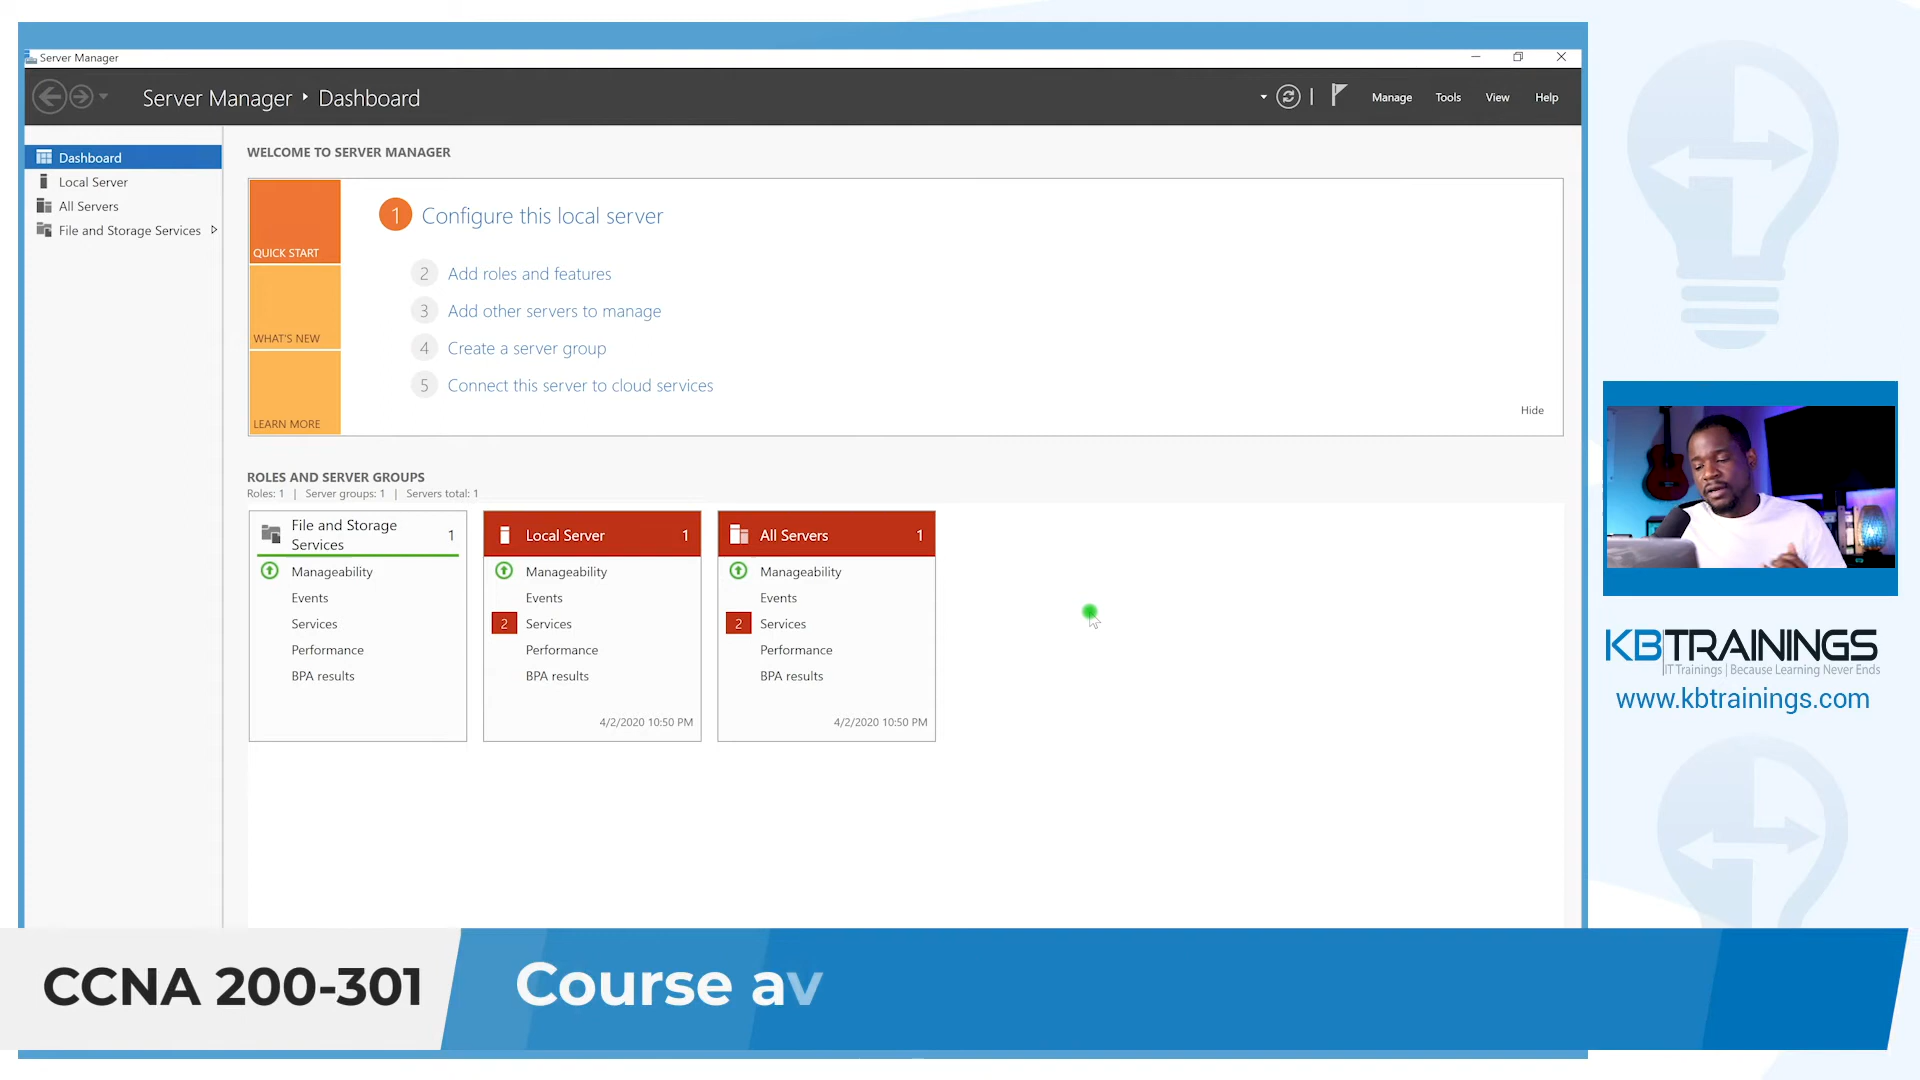 Server Manager
Server Manager Dashboard
Manage
Tools
View
Help
Dashboard
Local Server
All Servers
File and Storage Services
WELCOME TO SERVER MANAGER
QUICK START
WHAT'S NEW
LEARN MORE
1 Configure this local server
2 Add roles and features
3 Add other servers to manage
4 Create a server group
5 Connect this server to cloud services
Hide
ROLES AND SERVER GROUPS
Roles: 1 | Server groups: 1 | Servers total: 1
File and Storage Services 1
Manageability
Events
Services
Performance
BPA results
Local Server 1
Manageability
Events
2 Services
Performance
BPA results
4/2/2020 10:50 PM
All Servers 1
Manageability
Events
2 Services
Performance
BPA results
4/2/2020 10:50 PM
KBTRAININGS
IT Trainings | Because Learning Never Ends
www.kbtrainings.com
CCNA 200-301
Course av